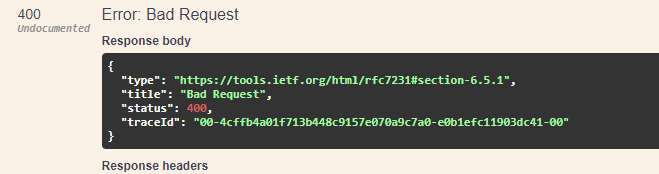 400
Undocumented
Error: Bad Request
Response body
{
"type": "https://tools.ietf.org/html/rfc7231#section-6.5.1",
"title": "Bad Request",
"status": 400,
"traceId": "00-4cffb4a01f713b448c9157e070a9c7a0-e0b1efc11903dc41-00"
}
Response headers